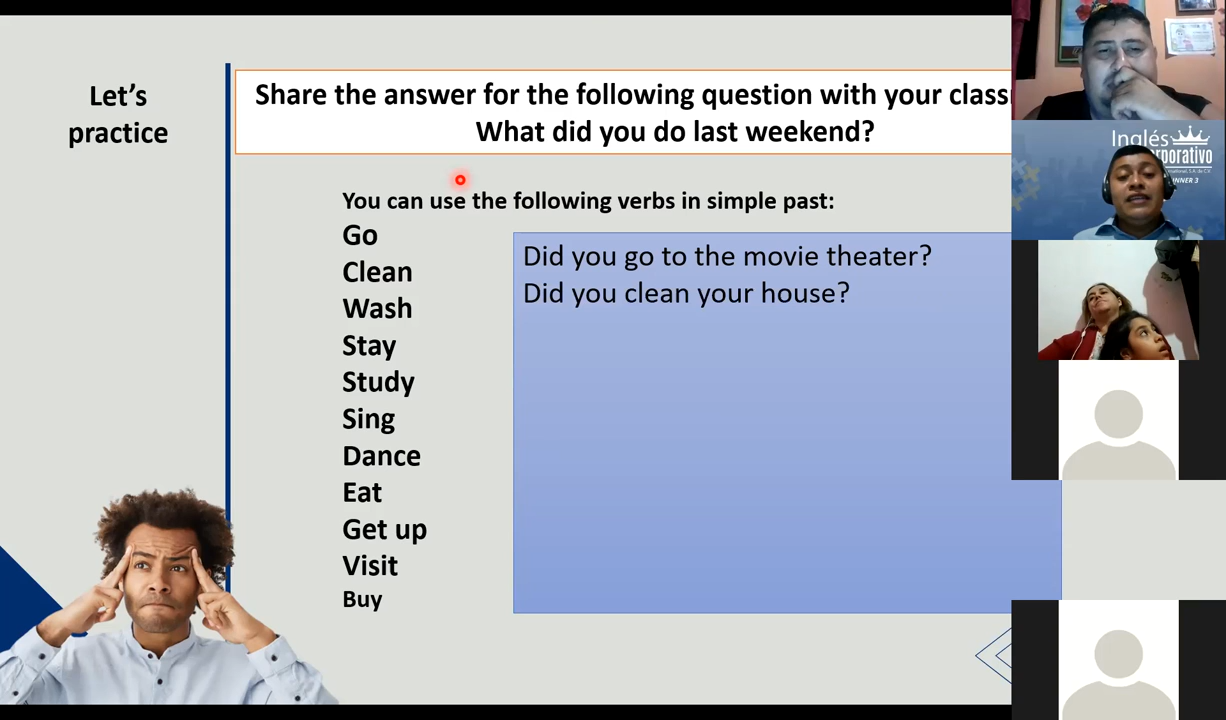 Let's
practice
Share the answer for the following question with your class
What did you do last weekend?
You can use the following verbs in simple past:
Go
Clean
Wash
Stay
Study
Sing
Dance
Eat
Get up
Visit
Buy
Did you go to the movie theater?
Did you clean your house?
Inglés